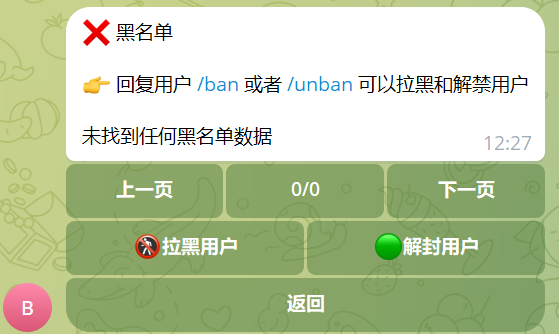 ❌ 黑名单
👉 回复用户 /ban 或者 /unban 可以拉黑和解禁用户
未找到任何黑名单数据
12:27
上一页 0/0 下一页
🚷拉黑用户 🟢解封用户
返回
B